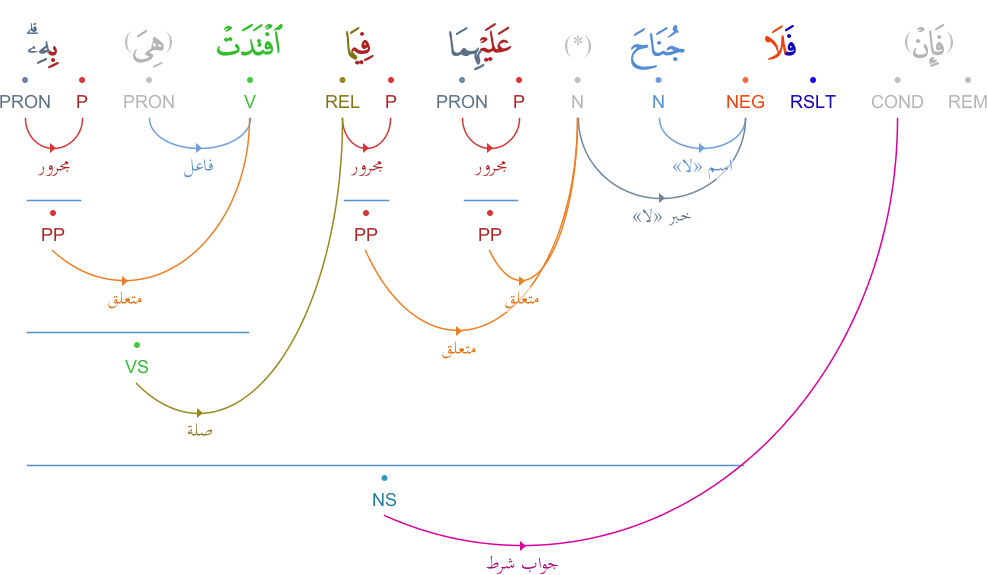 (فَإِنْ) فَلَا جُنَاحَ (*) عَلَيْهِمَا فِيمَا ٱفْتَدَتْ (هِىَ) بِهِۦ ۗ
REM COND RSLT NEG N N P PRON P REL V PRON P PRON
مجرور فاعل مجرور مجرور اسم «لا»
خبر «لا»
PP PP PP
متعلق متعلق
متعلق
VS
صلة
NS
جواب شرط